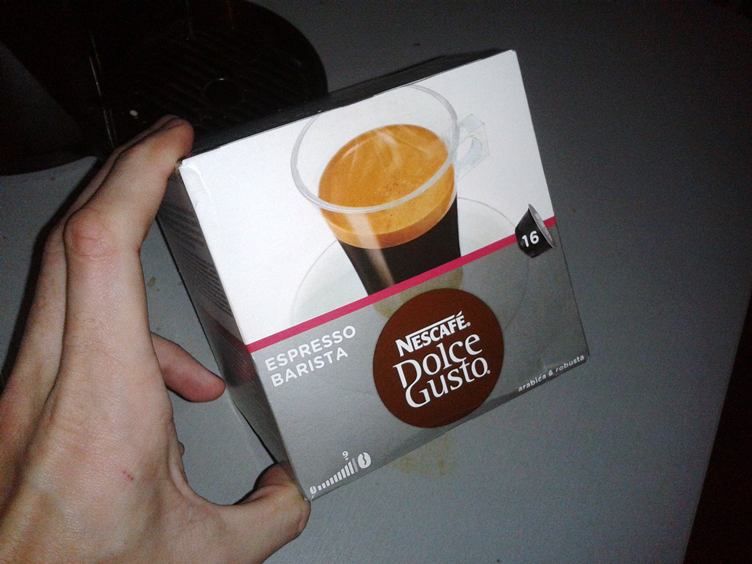 16
ESPRESSO
BARISTA
NESCAFÉ®
Dolce
Gusto®
arabica & robusta
9